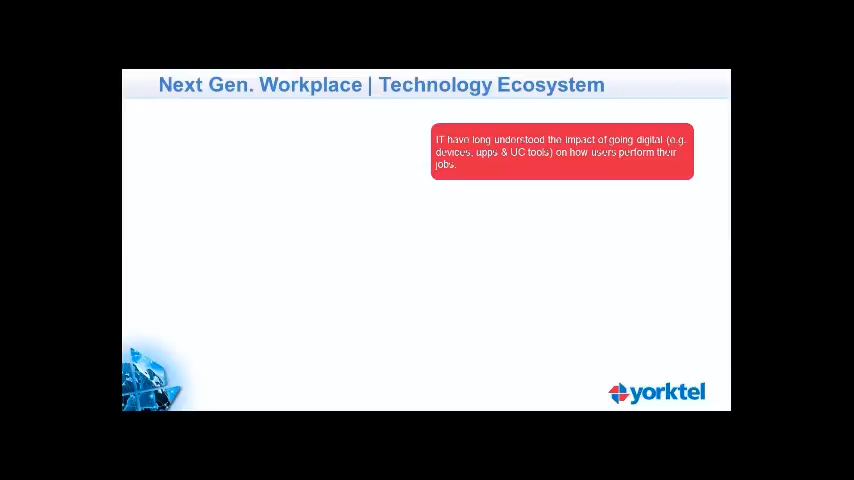 Next Gen. Workplace | Technology Ecosystem
IT have long understood the impact of going digital (e.g.
devices, apps & UC tools) on how users perform their
jobs.
yorktel